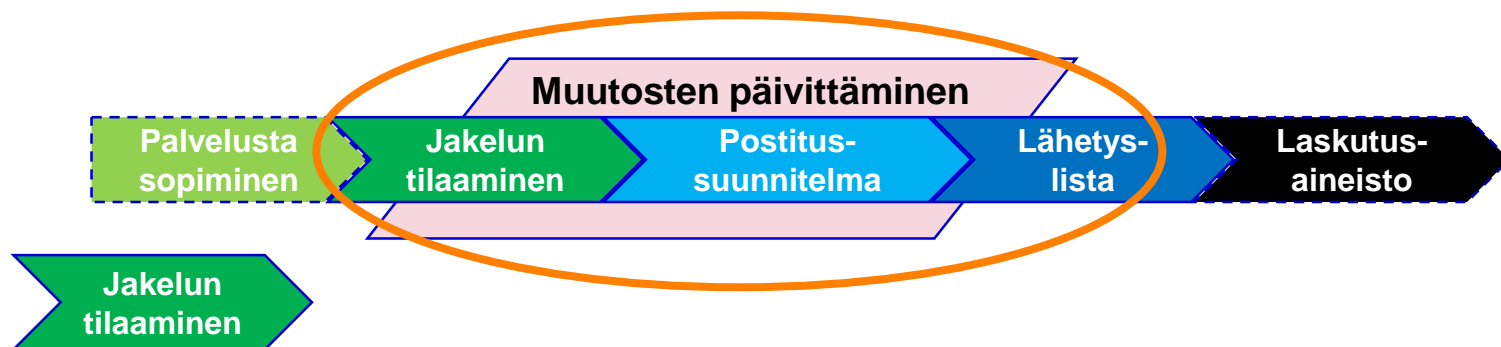 Muutosten päivittäminen
Palvelusta
sopiminen
Jakelun
tilaaminen
Postitus-
suunnitelma
Lähetys-
lista
Laskutus-
aineisto
Jakelun
tilaaminen